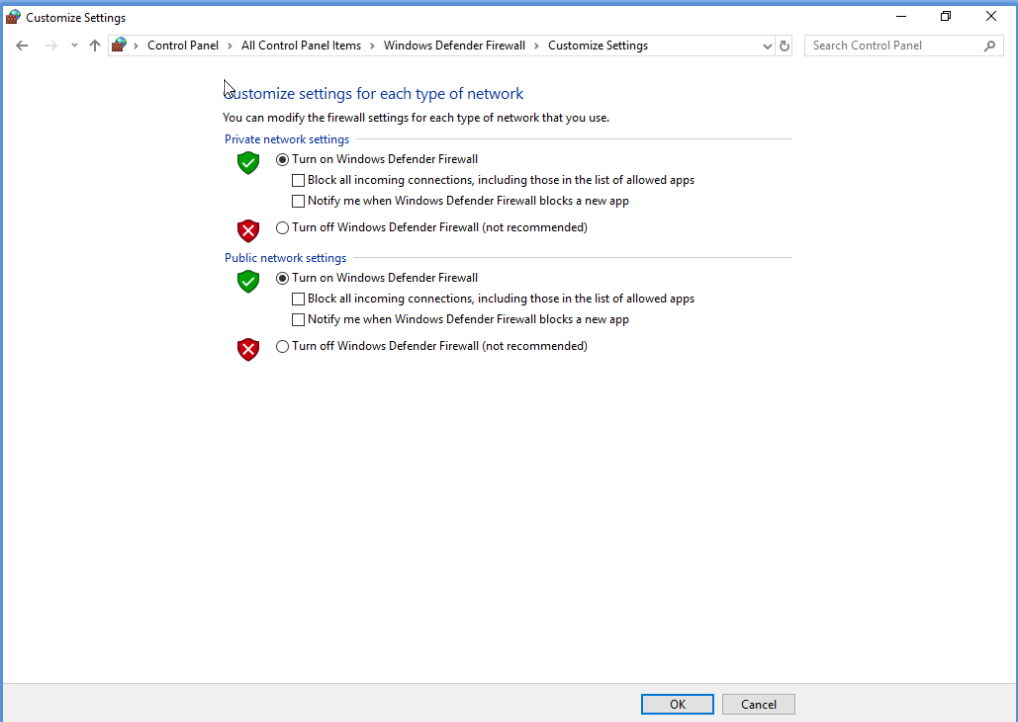 Customize Settings
Control Panel > All Control Panel Items > Windows Defender Firewall > Customize Settings
Search Control Panel
Customize settings for each type of network
You can modify the firewall settings for each type of network that you use.
Private network settings
Turn on Windows Defender Firewall
Block all incoming connections, including those in the list of allowed apps
Notify me when Windows Defender Firewall blocks a new app
Turn off Windows Defender Firewall (not recommended)
Public network settings
Turn on Windows Defender Firewall
Block all incoming connections, including those in the list of allowed apps
Notify me when Windows Defender Firewall blocks a new app
Turn off Windows Defender Firewall (not recommended)
OK
Cancel